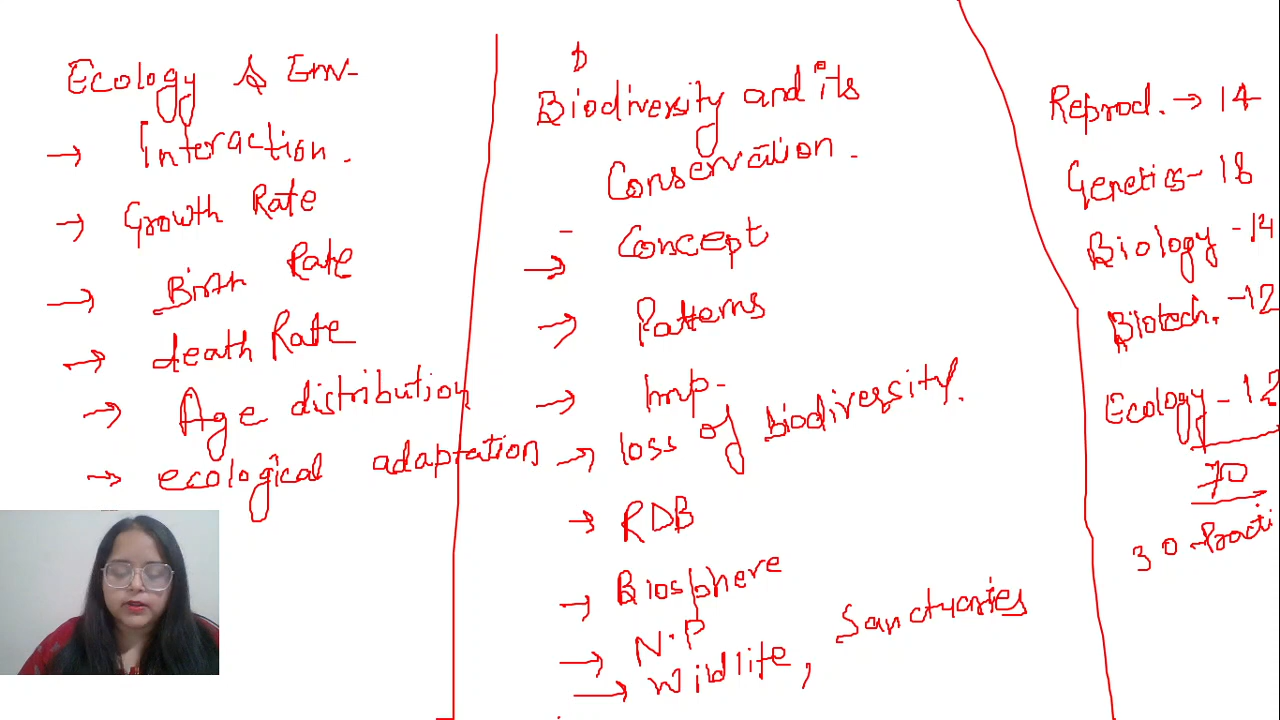 Ecology & Env-
→ Interaction.
→ Growth Rate
→ Birth Rate
→ death Rate
→ Age distribution
→ ecological adaptation
Biodiversity and its
Conservation.
→ Concept
→ Patterns
→ Imp-
→ loss of biodiversity.
→ RDB
→ Biosphere
→ N.P
→ Wildlife, Sanctuaries
Reprod. → 14
Genetics - 18
Biology - 14
Biotech. - 12
Ecology - 12
70
30 - Practi